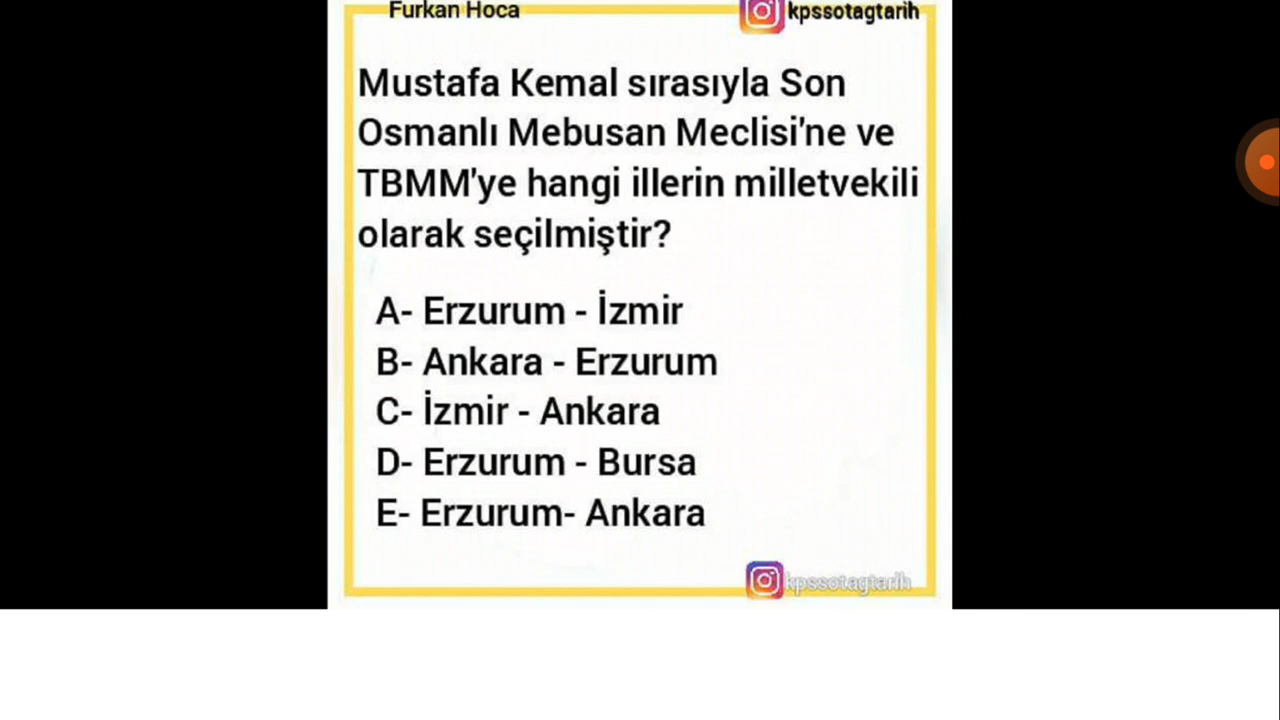 Furkan Hoca
kpssotagtarih
Mustafa Kemal sırasıyla Son
Osmanlı Mebusan Meclisi'ne ve
TBMM'ye hangi illerin milletvekili
olarak seçilmiştir?
A- Erzurum - İzmir
B- Ankara - Erzurum
C- İzmir - Ankara
D- Erzurum - Bursa
E- Erzurum- Ankara
kpssotagtarih